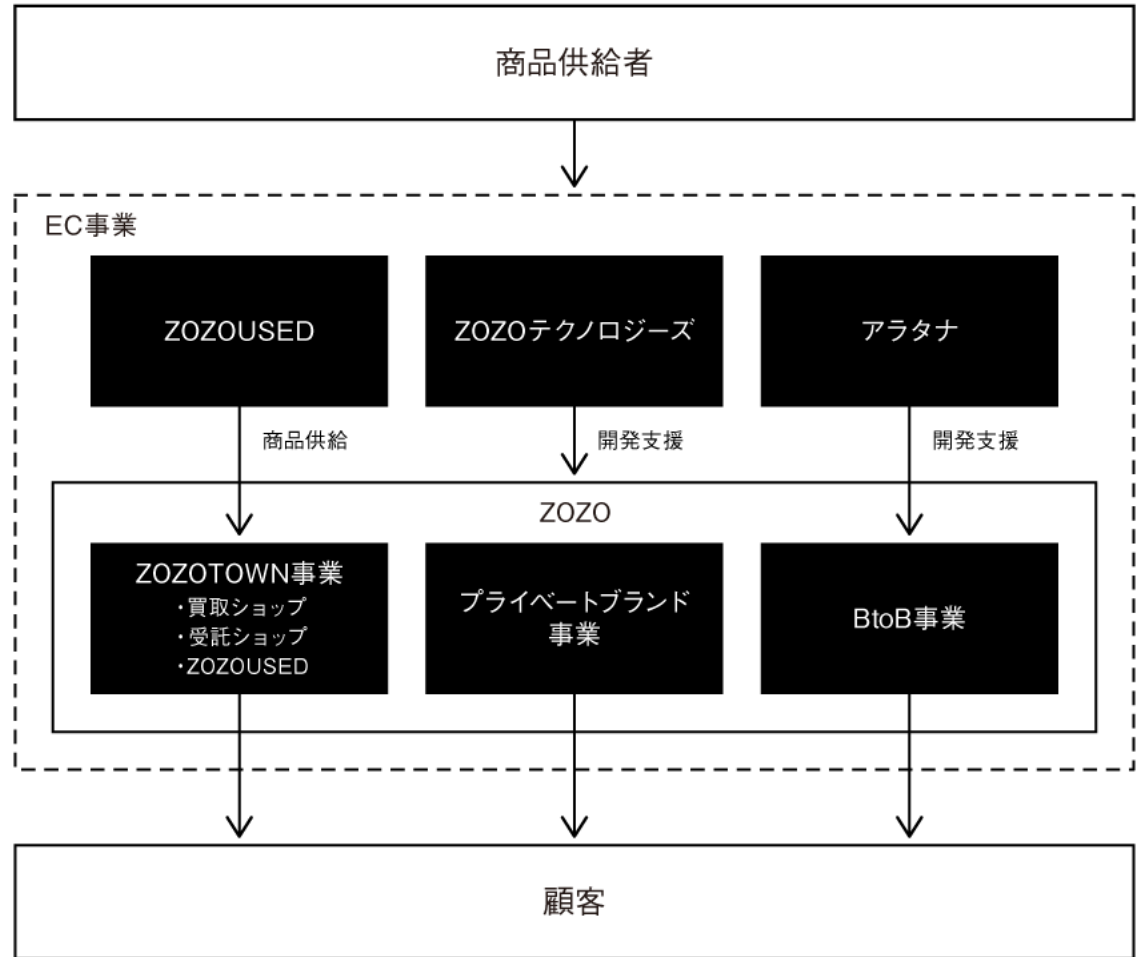 商品供給者
EC事業
ZOZOUSED
ZOZOテクノロジーズ
アラタナ
商品供給
開発支援
開発支援
ZOZO
ZOZOTOWN事業
・買取ショップ
・受託ショップ
・ZOZOUSED
プライベートブランド
事業
BtoB事業
顧客